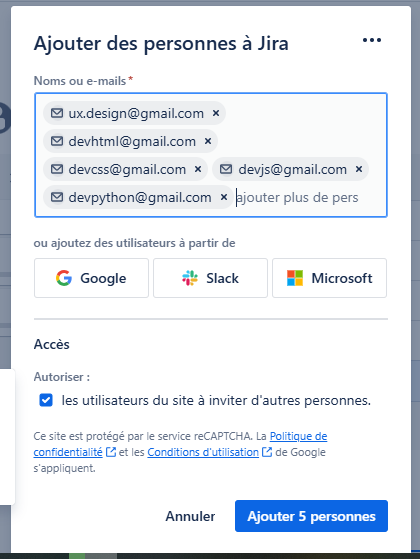 Ajouter des personnes à Jira
Noms ou e-mails*
ux.design@gmail.com ×
devhtml@gmail.com ×
devcss@gmail.com × devjs@gmail.com ×
devpython@gmail.com × ajouter plus de pers
ou ajoutez des utilisateurs à partir de
Google Slack Microsoft
Accès
Autoriser :
les utilisateurs du site à inviter d'autres personnes.
Ce site est protégé par le service reCAPTCHA. La Politique de
confidentialité et les Conditions d'utilisation de Google
s'appliquent.
Annuler Ajouter 5 personnes